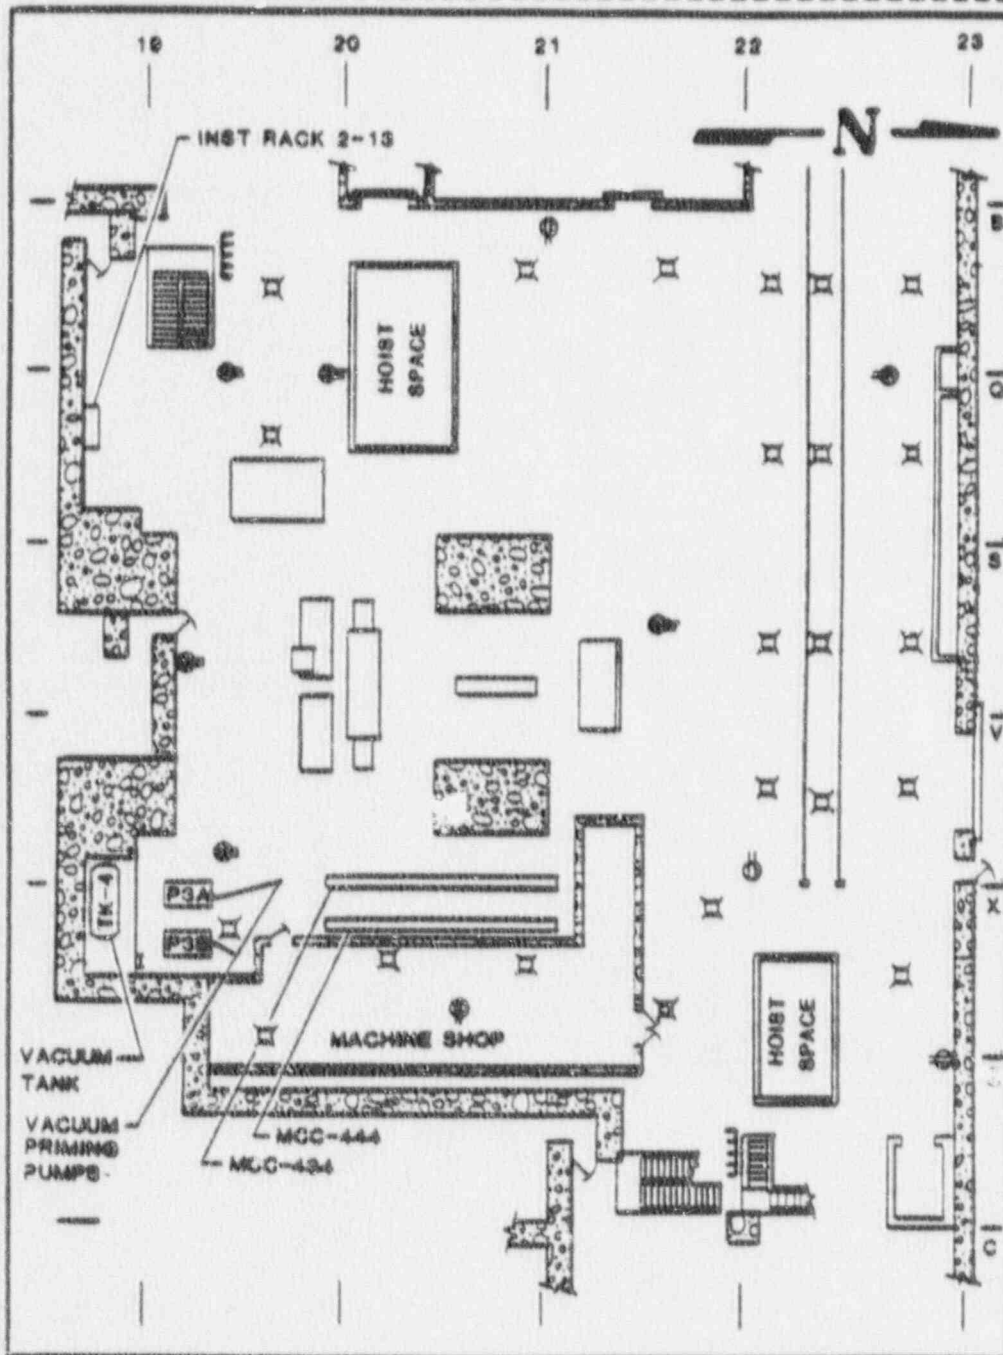 19 20 21 22 23
N
INST RACK 2-13
HOIST
SPACE
P3A
P3B
TK-4
MACHINE SHOP
HOIST
SPACE
VACUUM
TANK
VACUUM
PRIMING
PUMPS
MCC-444
MCC-434
X